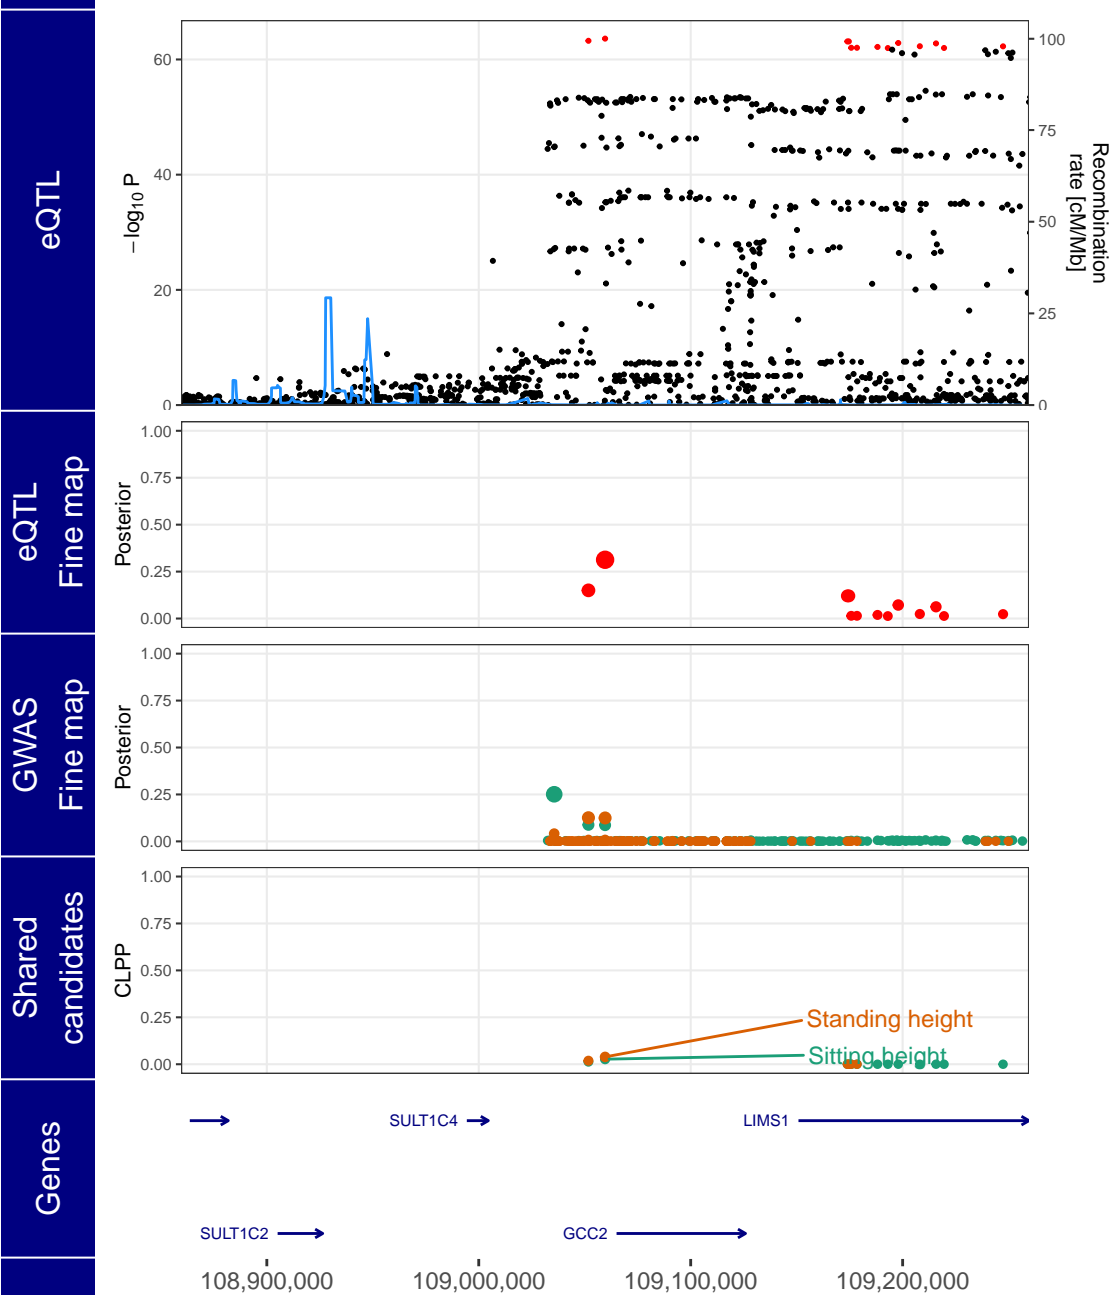 eQTL
−log10 P
60
40
20
0
100
75
50
25
0
Recombination
rate [cM/Mb]
eQTL
Fine map
Posterior
1.00
0.75
0.50
0.25
0.00
GWAS
Fine map
Posterior
1.00
0.75
0.50
0.25
0.00
Shared
candidates
CLPP
1.00
0.75
0.50
0.25
0.00
Standing height
Sitting height
Genes
SULT1C4
LIMS1
SULT1C2
GCC2
108,900,000
109,000,000
109,100,000
109,200,000